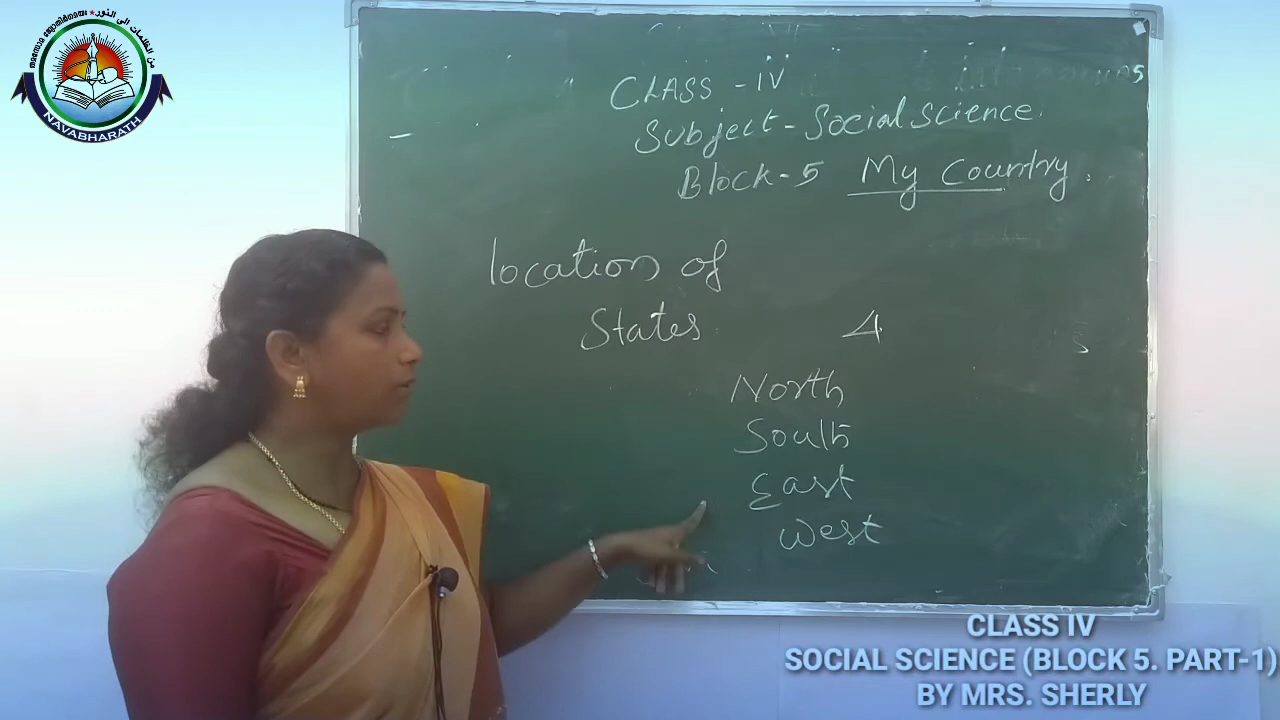 NAVABHARATH
CLASS - IV
Subject - Social Science.
Block - 5 My Country.
location of
States
4
North
South
East
West
CLASS IV
SOCIAL SCIENCE (BLOCK 5. PART-1)
BY MRS. SHERLY